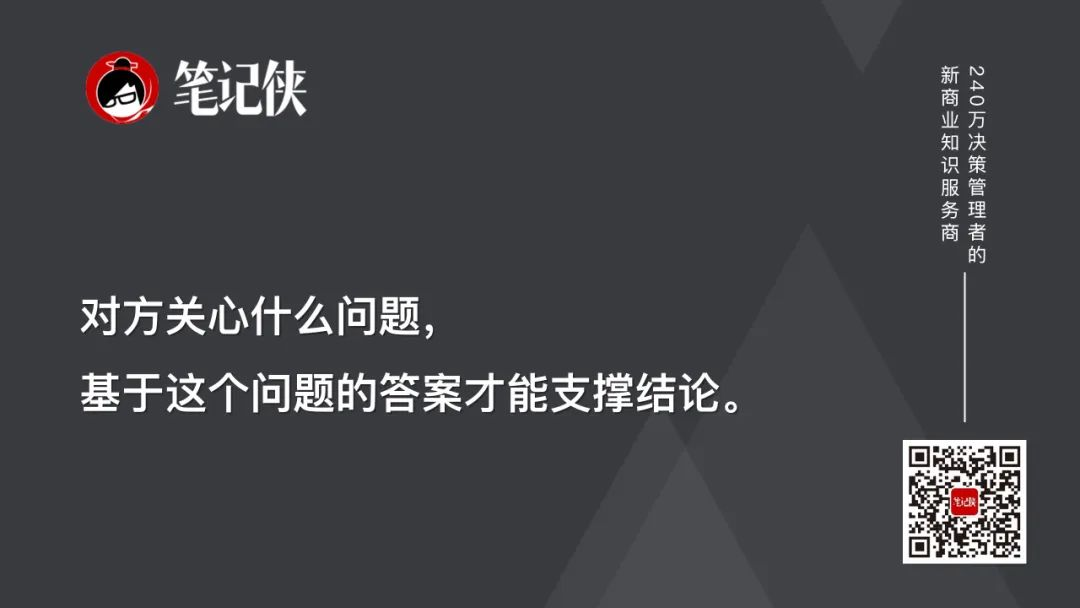 笔记侠
240万决策管理者的
新商业知识服务商
对方关心什么问题，
基于这个问题的答案才能支撑结论。
笔记侠